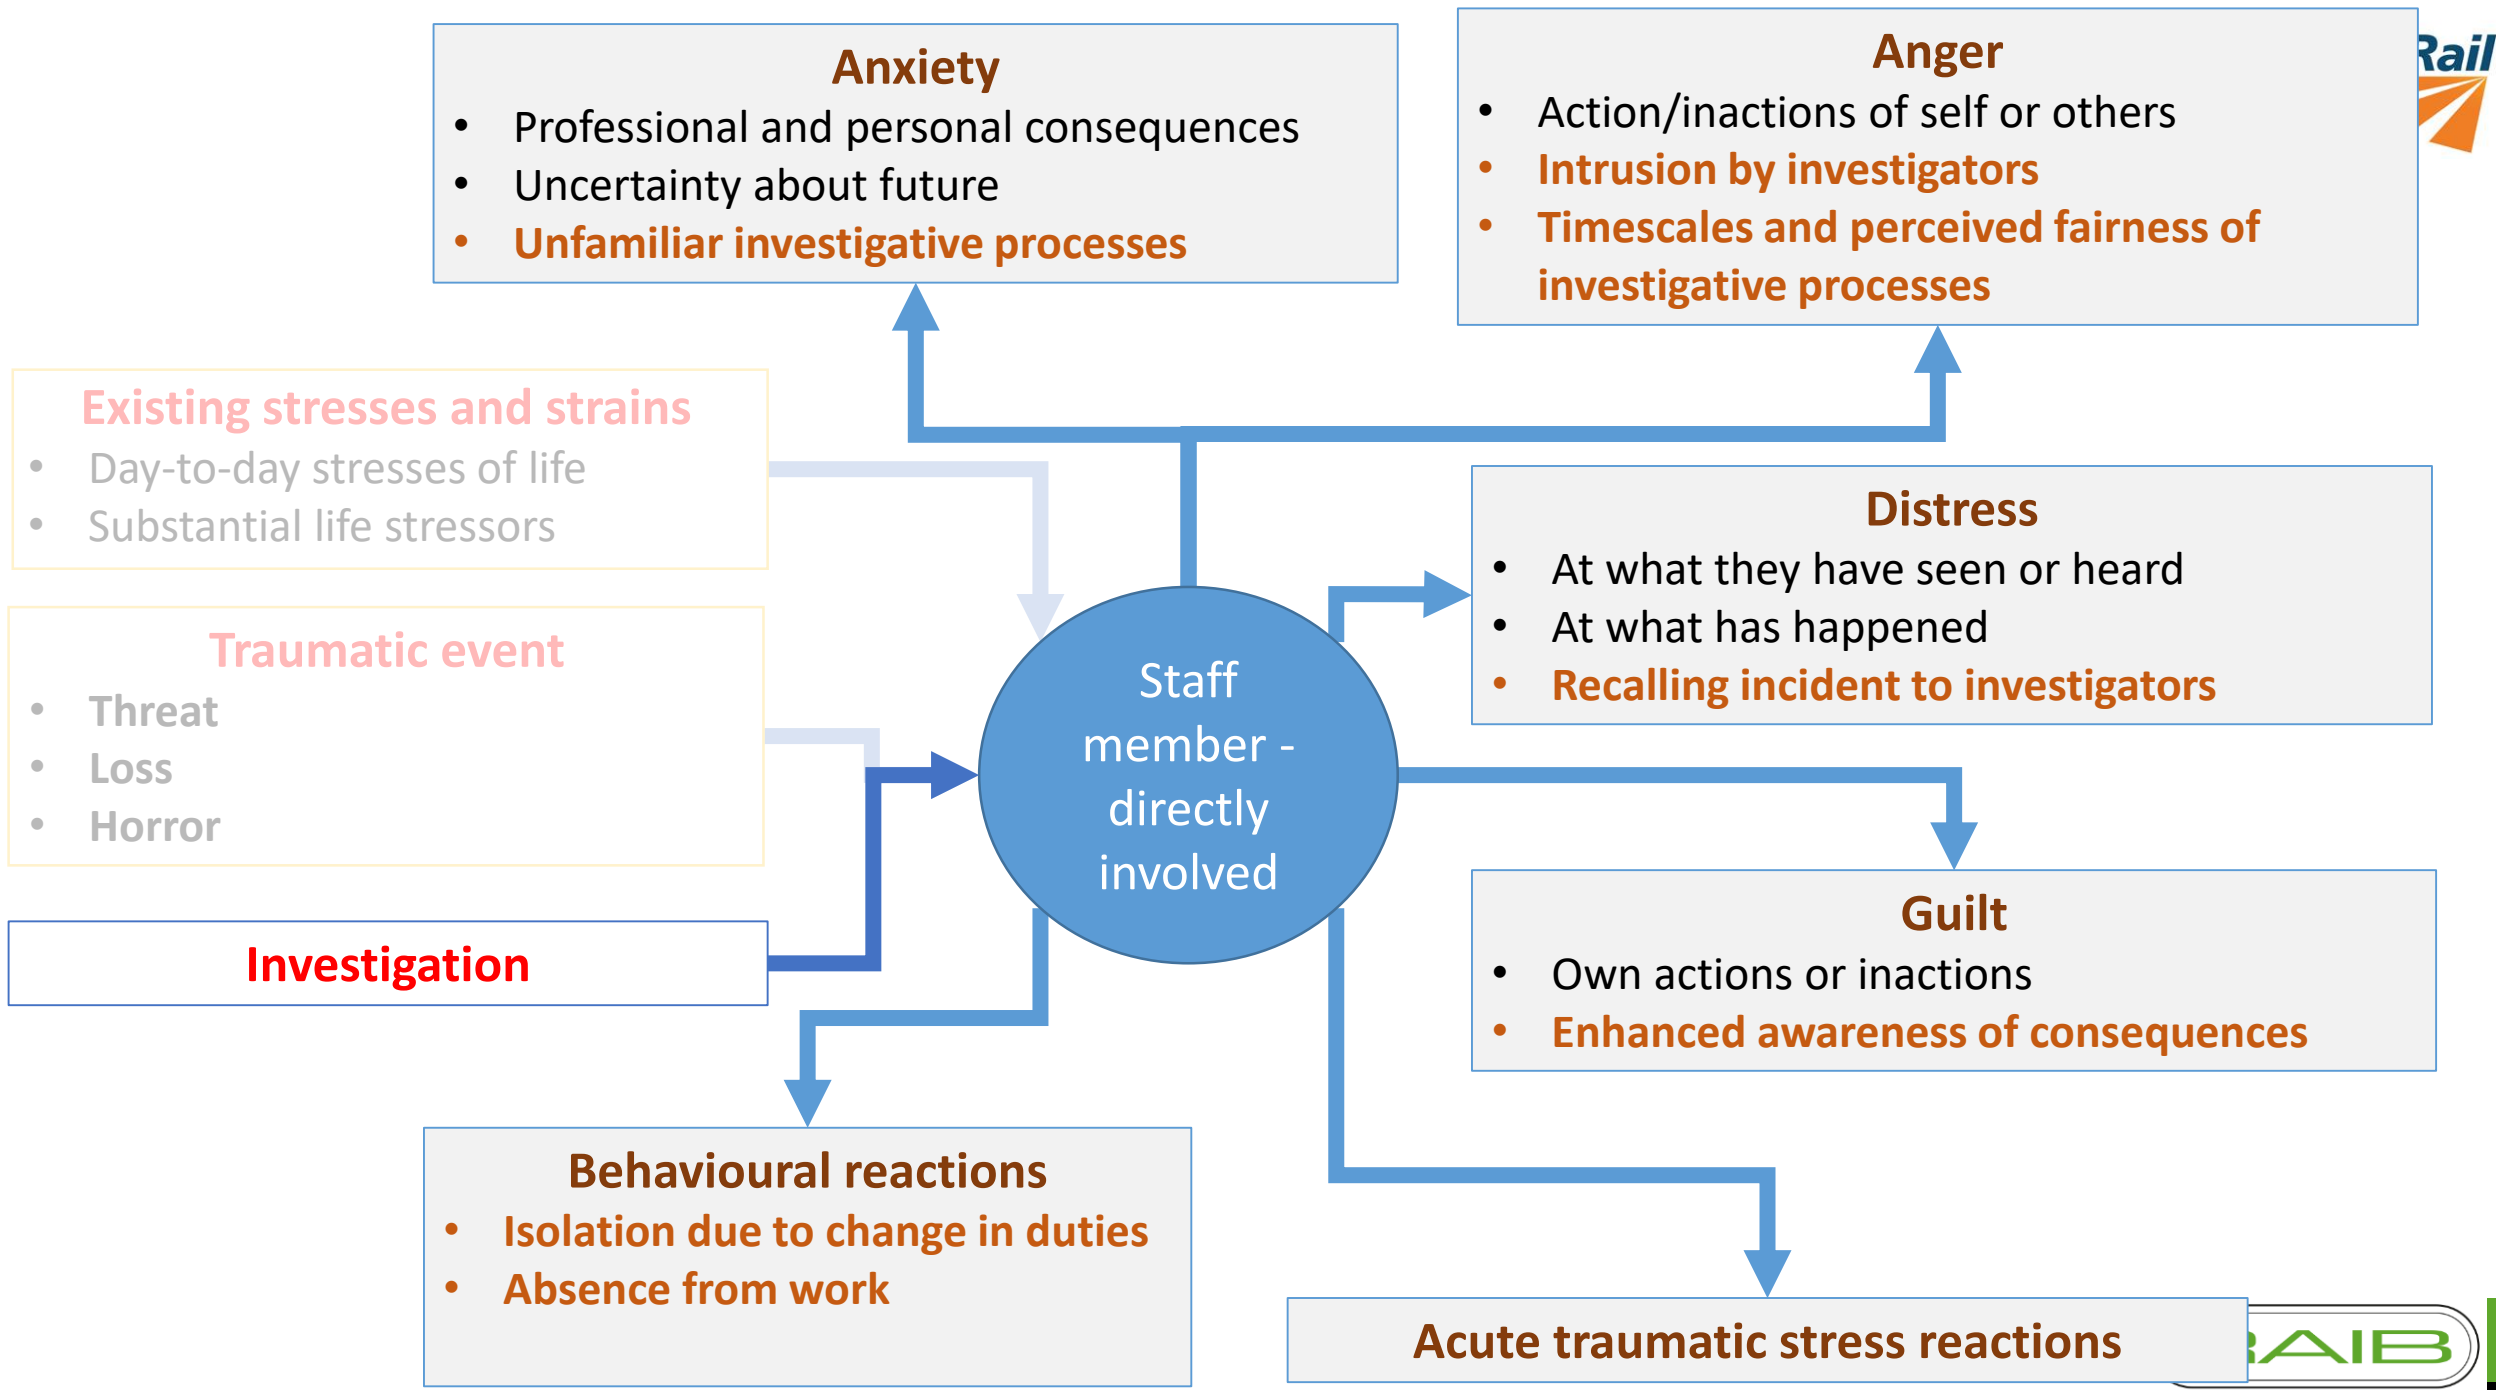 Anxiety
• Professional and personal consequences
• Uncertainty about future
• Unfamiliar investigative processes
Anger
• Action/inactions of self or others
• Intrusion by investigators
• Timescales and perceived fairness of
investigative processes
Rail
Existing stresses and strains
• Day-to-day stresses of life
• Substantial life stressors
Distress
• At what they have seen or heard
• At what has happened
• Recalling incident to investigators
Traumatic event
• Threat
• Loss
• Horror
Staff
member -
directly
involved
Investigation
Guilt
• Own actions or inactions
• Enhanced awareness of consequences
Behavioural reactions
• Isolation due to change in duties
• Absence from work
Acute traumatic stress reactions
RAIB